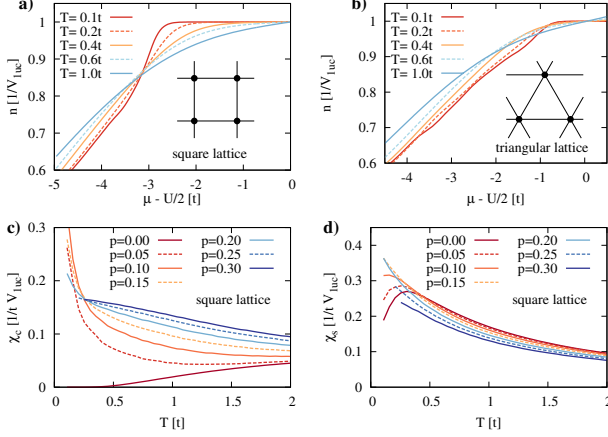 a)
n [1/V1uc]
1
0.9
0.8
0.7
0.6
-5 -4 -3 -2 -1 0
μ - U/2 [t]
T= 0.1t
T= 0.2t
T= 0.4t
T= 0.6t
T= 1.0t
square lattice
b)
n [1/V1uc]
1
0.9
0.8
0.7
0.6
-4 -3 -2 -1 0
μ - U/2 [t]
T= 0.1t
T= 0.2t
T= 0.4t
T= 0.6t
T= 1.0t
triangular lattice
c)
χc [1/t V1uc]
0.3
0.2
0.1
0
0.5 1 1.5 2
T [t]
p=0.00 p=0.20
p=0.05 p=0.25
p=0.10 p=0.30
p=0.15
square lattice
d)
χs [1/t V1uc]
0.4
0.3
0.2
0.1
0
0 0.5 1 1.5 2
T [t]
p=0.00 p=0.20
p=0.05 p=0.25
p=0.10 p=0.30
p=0.15
square lattice